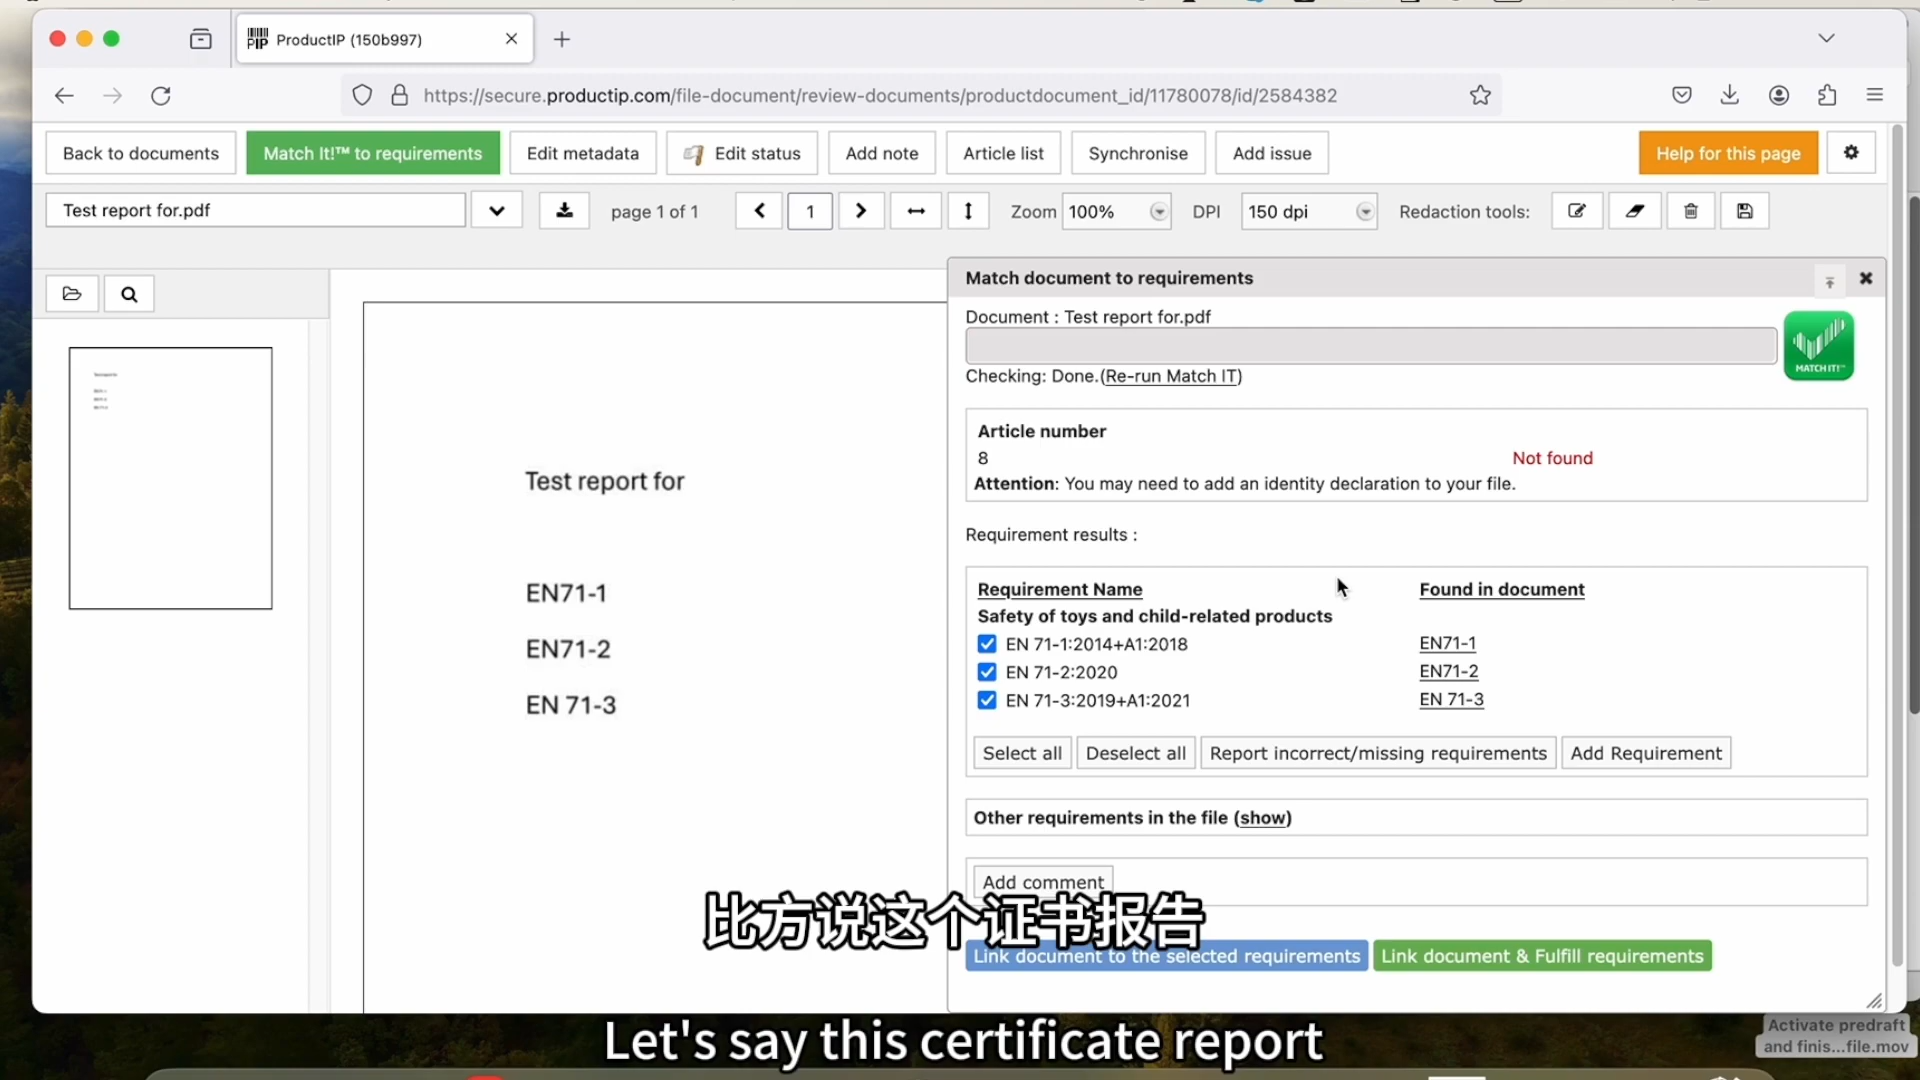 ProductIP (150b997)
https://secure.productip.com/file-document/review-documents/productdocument_id/11780078/id/2584382
Back to documents
Match It!™ to requirements
Edit metadata
Edit status
Add note
Article list
Synchronise
Add issue
Help for this page
Test report for.pdf
page 1 of 1
1
Zoom
100%
DPI
150 dpi
Redaction tools:
Match document to requirements
Document : Test report for.pdf
MATCH IT!™
Checking: Done.(Re-run Match IT)
Article number
8
Not found
Attention: You may need to add an identity declaration to your file.
Requirement results :
Requirement Name
Found in document
Safety of toys and child-related products
EN 71-1:2014+A1:2018
EN71-1
EN 71-2:2020
EN71-2
EN 71-3:2019+A1:2021
EN 71-3
Select all
Deselect all
Report incorrect/missing requirements
Add Requirement
Other requirements in the file (show)
Add comment
Link document to the selected requirements
Link document & Fulfill requirements
Test report for
EN71-1
EN71-2
EN 71-3
比方说这个证书报告
Let's say this certificate report
Activate predraft
and finis...file.mov